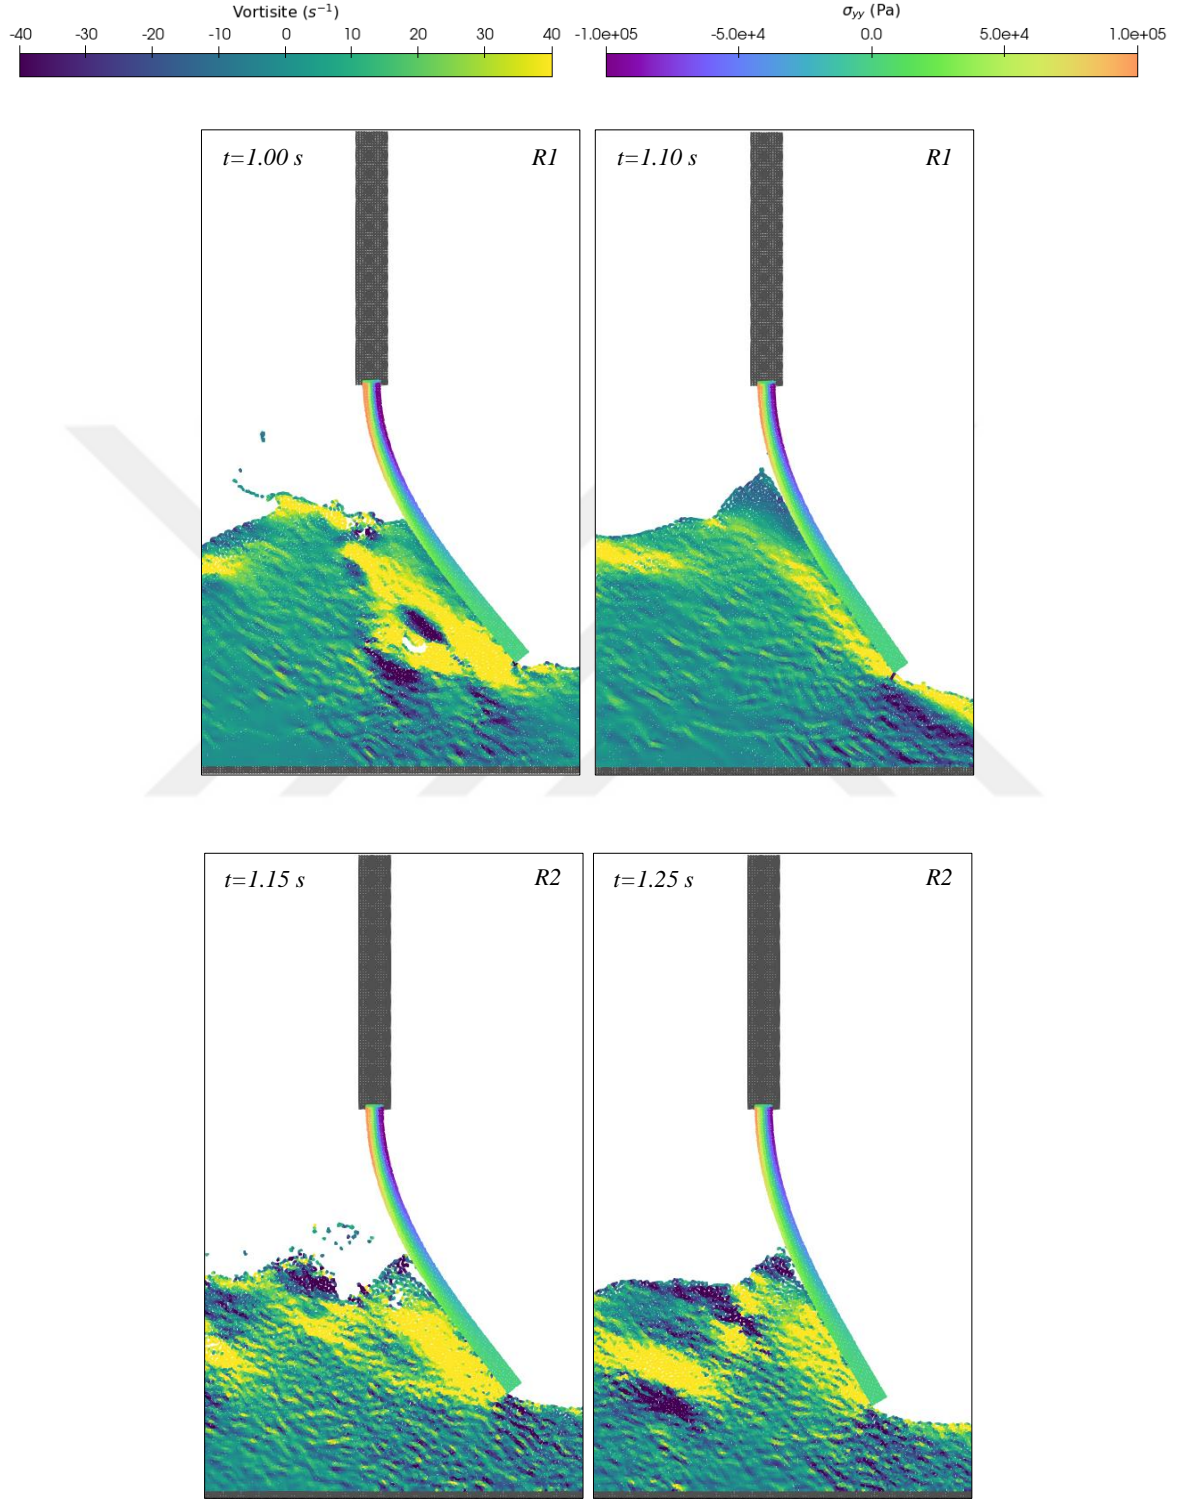 Vortisite (s⁻¹)
-40 -30 -20 -10 0 10 20 30 40
σyy (Pa)
-1.0e+05 -5.0e+4 0.0 5.0e+4 1.0e+05
t=1.00 s R1
t=1.10 s R1
t=1.15 s R2
t=1.25 s R2